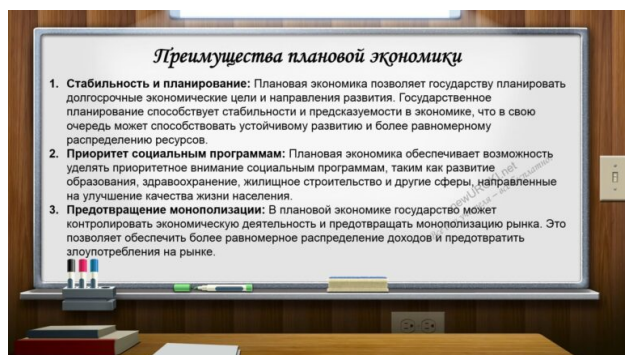 Преимущества плановой экономики
1. Стабильность и планирование: Плановая экономика позволяет государству планировать
долгосрочные экономические цели и направления развития. Государственное
планирование способствует стабильности и предсказуемости в экономике, что в свою
очередь может способствовать устойчивому развитию и более равномерному
распределению ресурсов.
2. Приоритет социальным программам: Плановая экономика обеспечивает возможность
уделять приоритетное внимание социальным программам, таким как развитие
образования, здравоохранение, жилищное строительство и другие сферы, направленные
на улучшение качества жизни населения.
3. Предотвращение монополизации: В плановой экономике государство может
контролировать экономическую деятельность и предотвращать монополизацию рынка. Это
позволяет обеспечить более равномерное распределение доходов и предотвратить
злоупотребления на рынке.